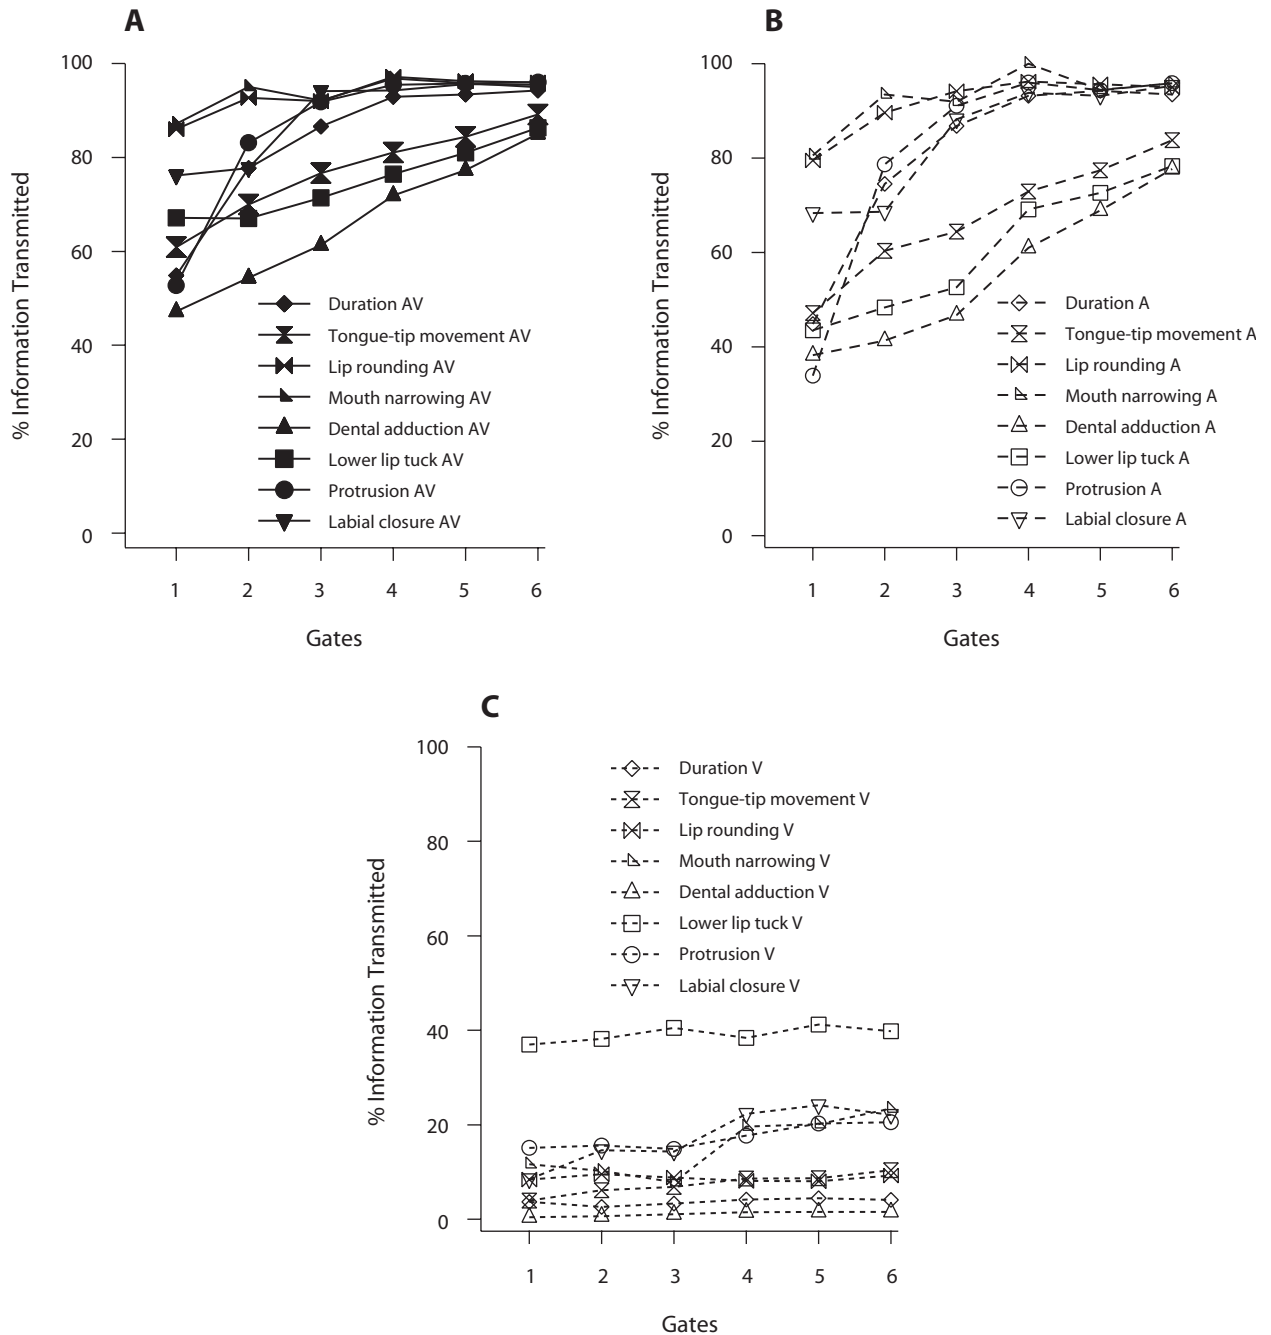 A
% Information Transmitted
100
80
60
40
20
0
Duration AV
Tongue-tip movement AV
Lip rounding AV
Mouth narrowing AV
Dental adduction AV
Lower lip tuck AV
Protrusion AV
Labial closure AV
1 2 3 4 5 6
Gates
B
% Information Transmitted
100
80
60
40
20
0
Duration A
Tongue-tip movement A
Lip rounding A
Mouth narrowing A
Dental adduction A
Lower lip tuck A
Protrusion A
Labial closure A
1 2 3 4 5 6
Gates
C
% Information Transmitted
100
80
60
40
20
0
Duration V
Tongue-tip movement V
Lip rounding V
Mouth narrowing V
Dental adduction V
Lower lip tuck V
Protrusion V
Labial closure V
1 2 3 4 5 6
Gates